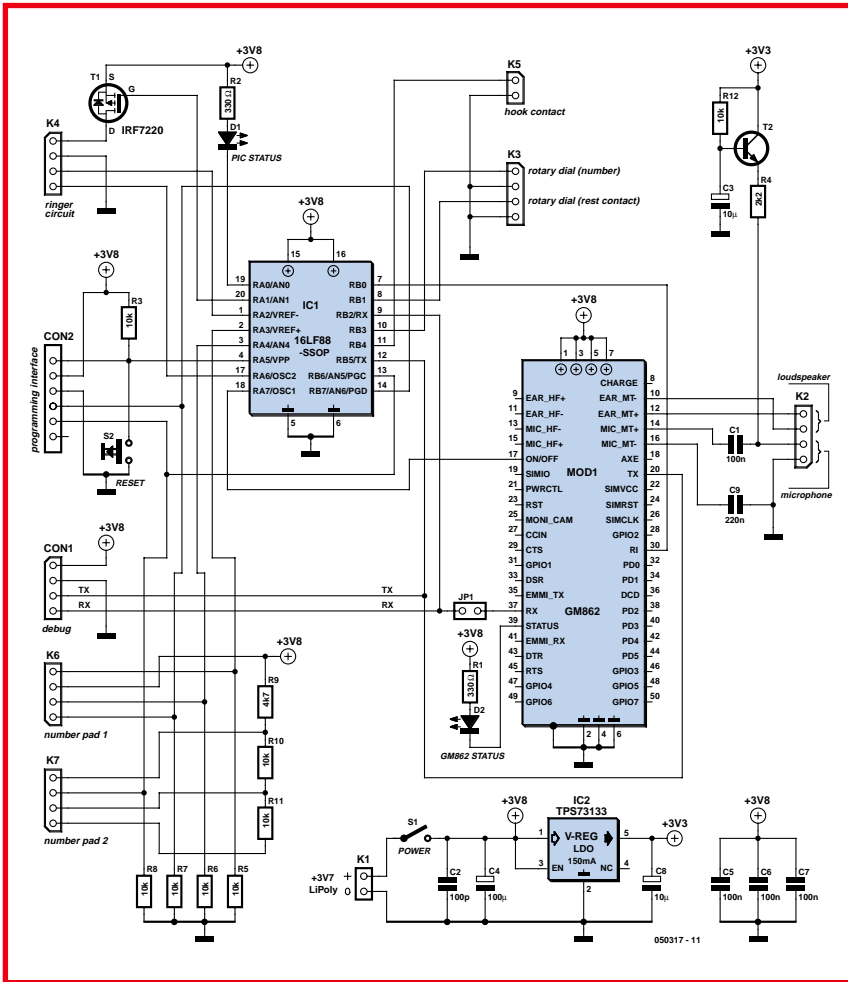 +3V8
T1
S
G
D
IRF7220
R2
330Ω
D1
PIC STATUS
K4
ringer
circuit
K5
hook contact
K3
rotary dial (number)
rotary dial (rest contact)
+3V3
R12
10k
T2
C3
10µ
R4
2k2
+3V8
15
16
IC1
16LF88
-SSOP
19 RA0/AN0
20 RA1/AN1
1 RA2/VREF-
2 RA3/VREF+
3 RA4/AN4
4 RA5/VPP
17 RA6/OSC2
18 RA7/OSC1
RB0 7
RB1 8
RB2/RX 9
RB3 10
RB4 11
RB5/TX 12
RB6/AN5/PGC 13
RB7/AN6/PGD 14
5
6
+3V8
R3
10k
CON2
programming interface
S2
RESET
+3V8
1
3
5
7
MOD1
GM862
9 EAR_HF+
11 EAR_HF-
13 MIC_HF-
15 MIC_HF+
17 ON/OFF
19 SIMIO
21 PWRCTL
23 RST
25 MONI_CAM
27 CCIN
29 CTS
31 GPIO1
33 DSR
35 EMMI_TX
37 RX
39 STATUS
41 EMMI_RX
43 DTR
45 RTS
47 GPIO4
49 GPIO6
CHARGE 8
EAR_MT- 10
EAR_MT+ 12
MIC_MT+ 14
MIC_MT- 16
AXE 18
TX 20
SIMVCC 22
SIMRST 24
SIMCLK 26
GPIO2 28
RI 30
PD0 32
PD1 34
DCD 36
PD2 38
PD3 40
PD4 42
PD5 44
GPIO3 46
GPIO5 48
GPIO7 50
2
4
6
loudspeaker
K2
microphone
C1
100n
C9
220n
+3V8
CON1
TX
RX
debug
TX
RX
JP1
+3V8
R1
330Ω
D2
GM862 STATUS
K6
number pad 1
+3V8
R9
4k7
R10
10k
R11
10k
K7
number pad 2
R8
10k
R7
10k
R6
10k
R5
10k
S1
POWER
K1
+3V7
LiPoly
+
0
C2
100p
C4
100µ
+3V8
IC2
TPS73133
V-REG
LDO
150mA
1
3
EN
5
NC
4
2
+3V3
C8
10µ
+3V8
C5
100n
C6
100n
C7
100n
050317 - 11